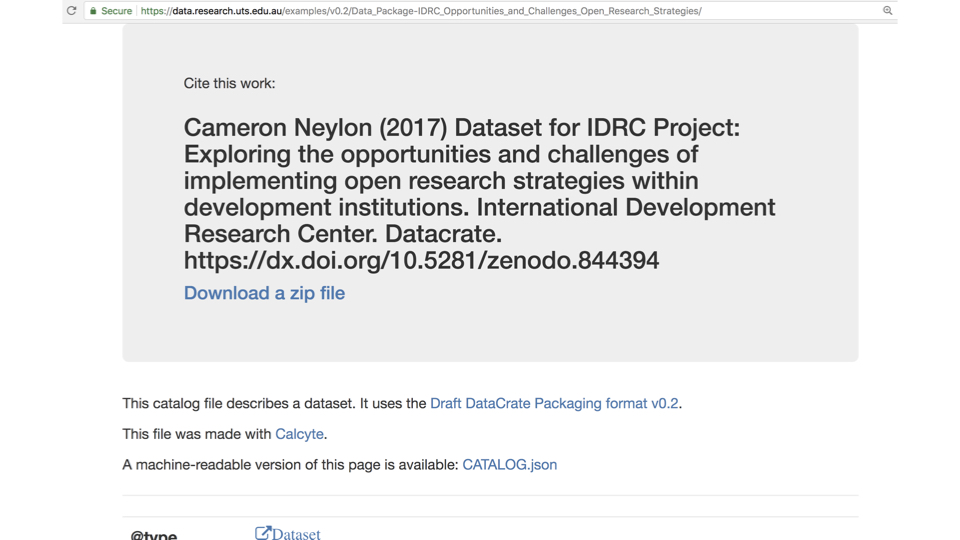 Secure https://data.research.uts.edu.au/examples/v0.2/Data_Package-IDRC_Opportunities_and_Challenges_Open_Research_Strategies/
Cite this work:
Cameron Neylon (2017) Dataset for IDRC Project:
Exploring the opportunities and challenges of
implementing open research strategies within
development institutions. International Development
Research Center. Datacrate.
https://dx.doi.org/10.5281/zenodo.844394
Download a zip file
This catalog file describes a dataset. It uses the Draft DataCrate Packaging format v0.2.
This file was made with Calcyte.
A machine-readable version of this page is available: CATALOG.json
@type Dataset